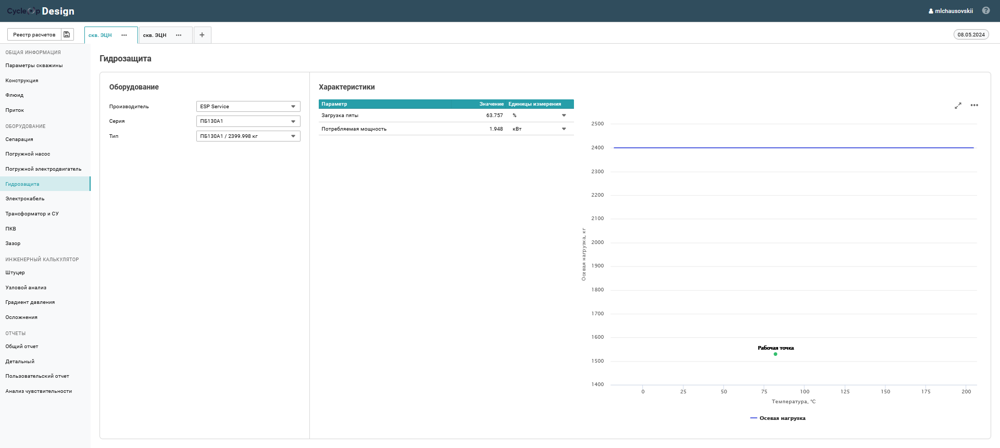 CycleOp Design
mlchausovskii
?
Реестр расчетов
скв. ЭЦН ••• скв. ЭЦН ••• +
08.05.2024
ОБЩАЯ ИНФОРМАЦИЯ
Параметры скважины
Конструкция
Флюид
Приток
ОБОРУДОВАНИЕ
Сепарация
Погружной насос
Погружной электродвигатель
Гидрозащита
Электрокабель
Трансформатор и СУ
ПКВ
Зазор
ИНЖЕНЕРНЫЙ КАЛЬКУЛЯТОР
Штуцер
Узловой анализ
Градиент давления
Осложнения
ОТЧЕТЫ
Общий отчет
Детальный
Пользовательский отчет
Анализ чувствительности
Гидрозащита
Оборудование
Производитель ESP Service
Серия ПБ130А1
Тип ПБ130А1 / 2399.998 кг
Характеристики
Параметр Значение Единицы измерения
Загрузка пяты 63.757 %
Потребляемая мощность 1.948 кВт
Осевая нагрузка, кг
2500
2400
2300
2200
2100
2000
1900
1800
1700
1600
1500
1400
Рабочая точка
0 25 50 75 100 125 150 175 200
Температура, °C
Осевая нагрузка